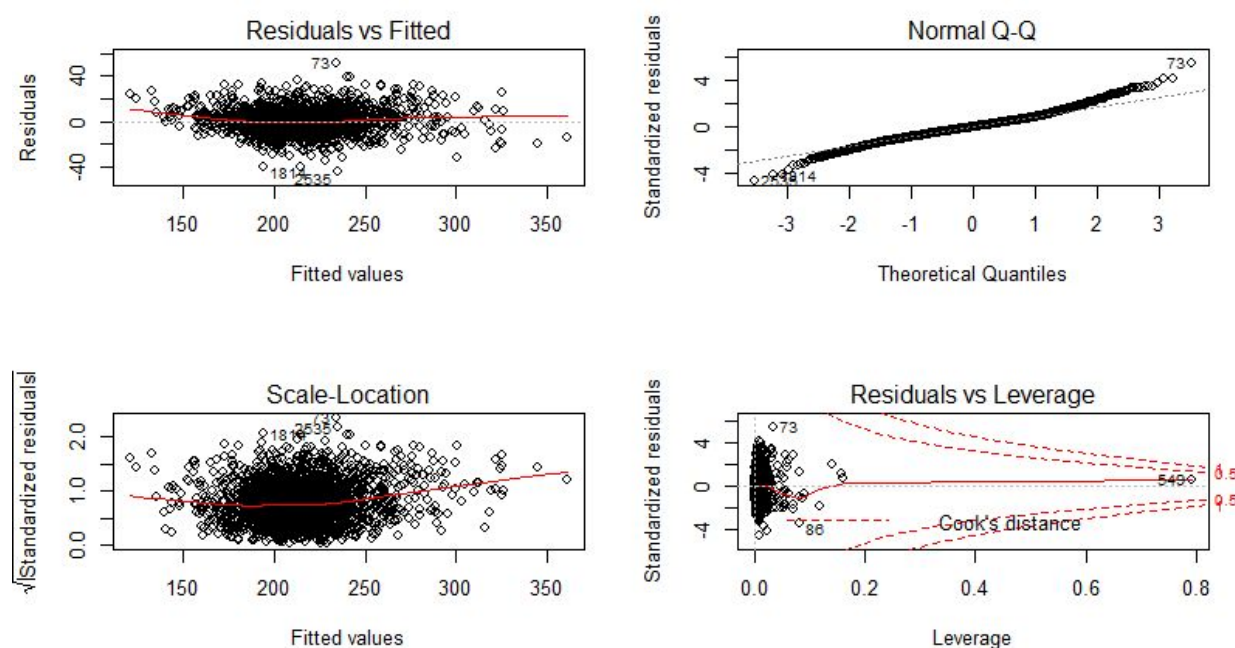 Residuals vs Fitted
Residuals
40
0
-40
73
1814
2535
150 200 250 300 350
Fitted values
Normal Q-Q
Standardized residuals
4
0
-4
73
1814
-3 -2 -1 0 1 2 3
Theoretical Quantiles
Scale-Location
√|Standardized residuals|
2.0
1.0
0.0
73
1814
2535
150 200 250 300 350
Fitted values
Residuals vs Leverage
Standardized residuals
4
0
-4
73
549
86
Cook's distance
1
0.5
0.5
1
0.0 0.2 0.4 0.6 0.8
Leverage